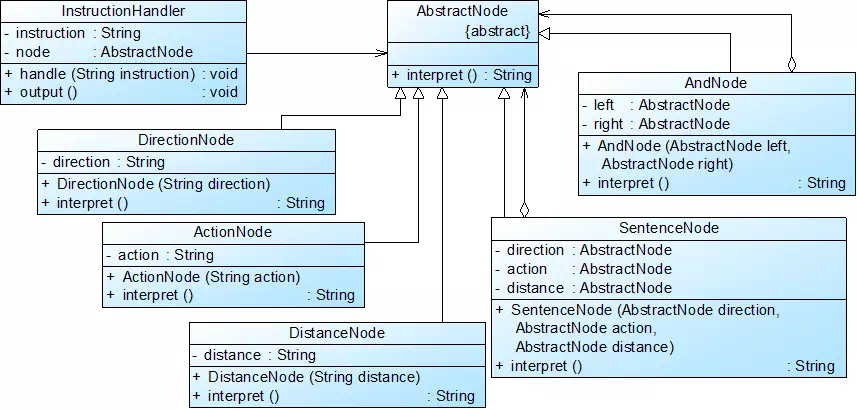 InstructionHandler
- instruction : String
- node : AbstractNode
+ handle (String instruction) : void
+ output () : void
AbstractNode
{abstract}
+ interpret () : String
AndNode
- left : AbstractNode
- right : AbstractNode
+ AndNode (AbstractNode left,
AbstractNode right)
+ interpret () : String
DirectionNode
- direction : String
+ DirectionNode (String direction)
+ interpret () : String
ActionNode
- action : String
+ ActionNode (String action)
+ interpret () : String
SentenceNode
- direction : AbstractNode
- action : AbstractNode
- distance : AbstractNode
+ SentenceNode (AbstractNode direction,
AbstractNode action,
AbstractNode distance)
+ interpret () : String
DistanceNode
- distance : String
+ DistanceNode (String distance)
+ interpret () : String